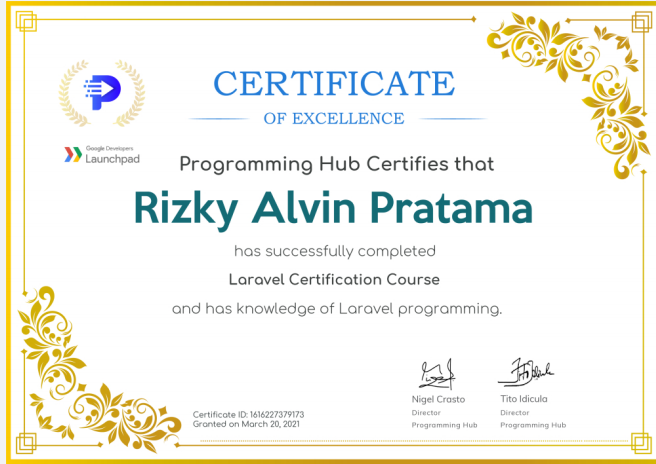 CERTIFICATE
OF EXCELLENCE
Google Developers
Launchpad
Programming Hub Certifies that
Rizky Alvin Pratama
has successfully completed
Laravel Certification Course
and has knowledge of Laravel programming.
Nigel Crasto
Director
Programming Hub
Tito Idicula
Director
Programming Hub
Certificate ID: 1616227379173
Granted on March 20, 2021